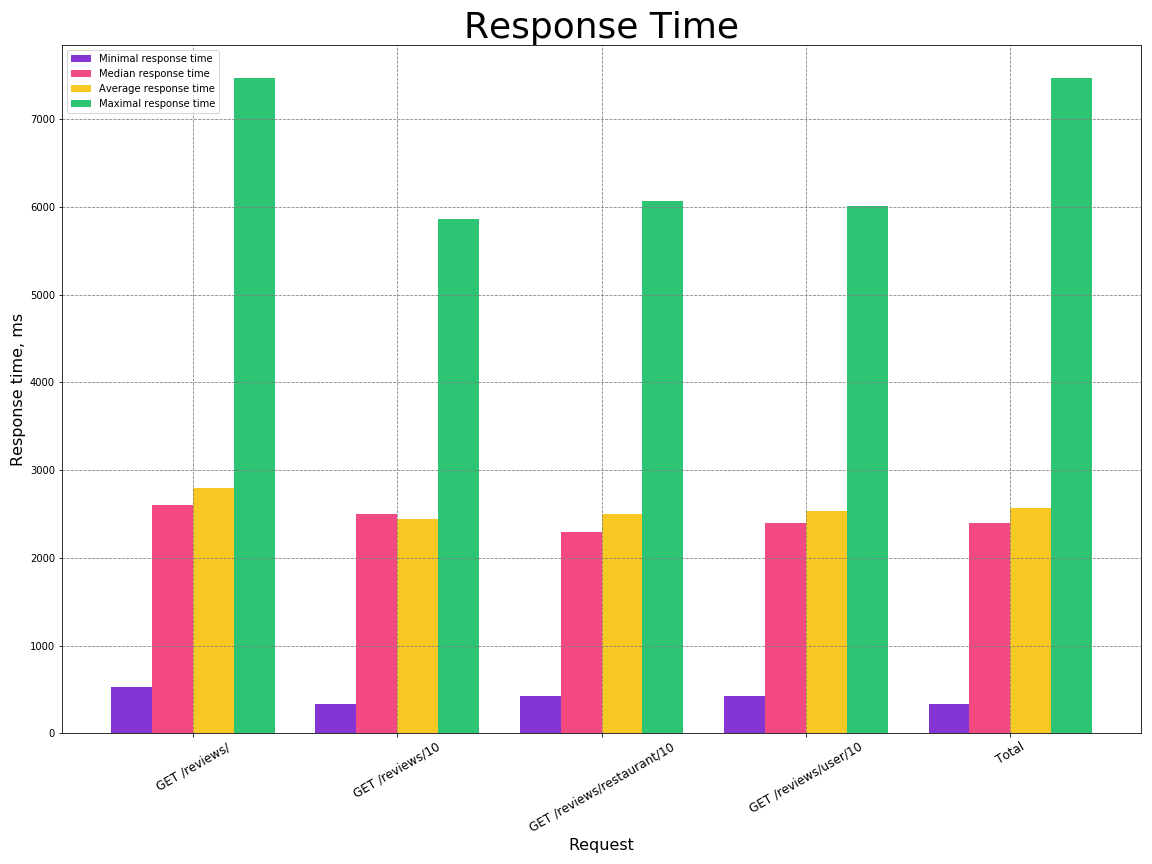 Response Time
Minimal response time
Median response time
Average response time
Maximal response time
Response time, ms
7000
6000
5000
4000
3000
2000
1000
0
GET /reviews/
GET /reviews/10
GET /reviews/restaurant/10
GET /reviews/user/10
Total
Request